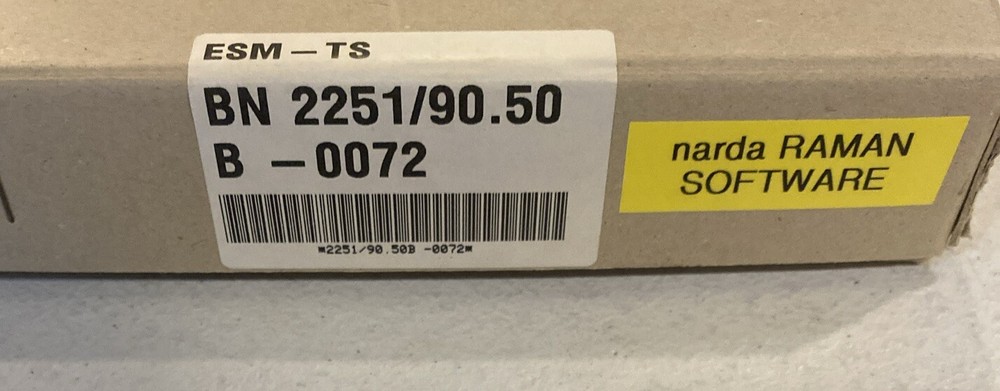 ESM – TS
BN 2251/90.50
B –0072
*2251/90.50B -0072*
narda RAMAN
SOFTWARE